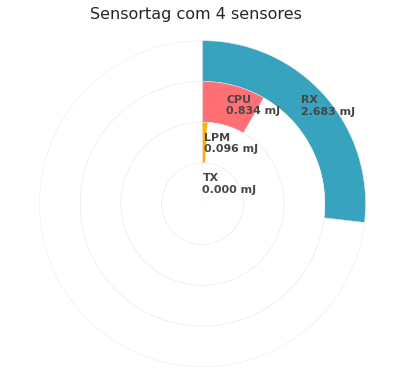 Sensortag com 4 sensores
RX
2.683 mJ
CPU
0.834 mJ
LPM
0.096 mJ
TX
0.000 mJ